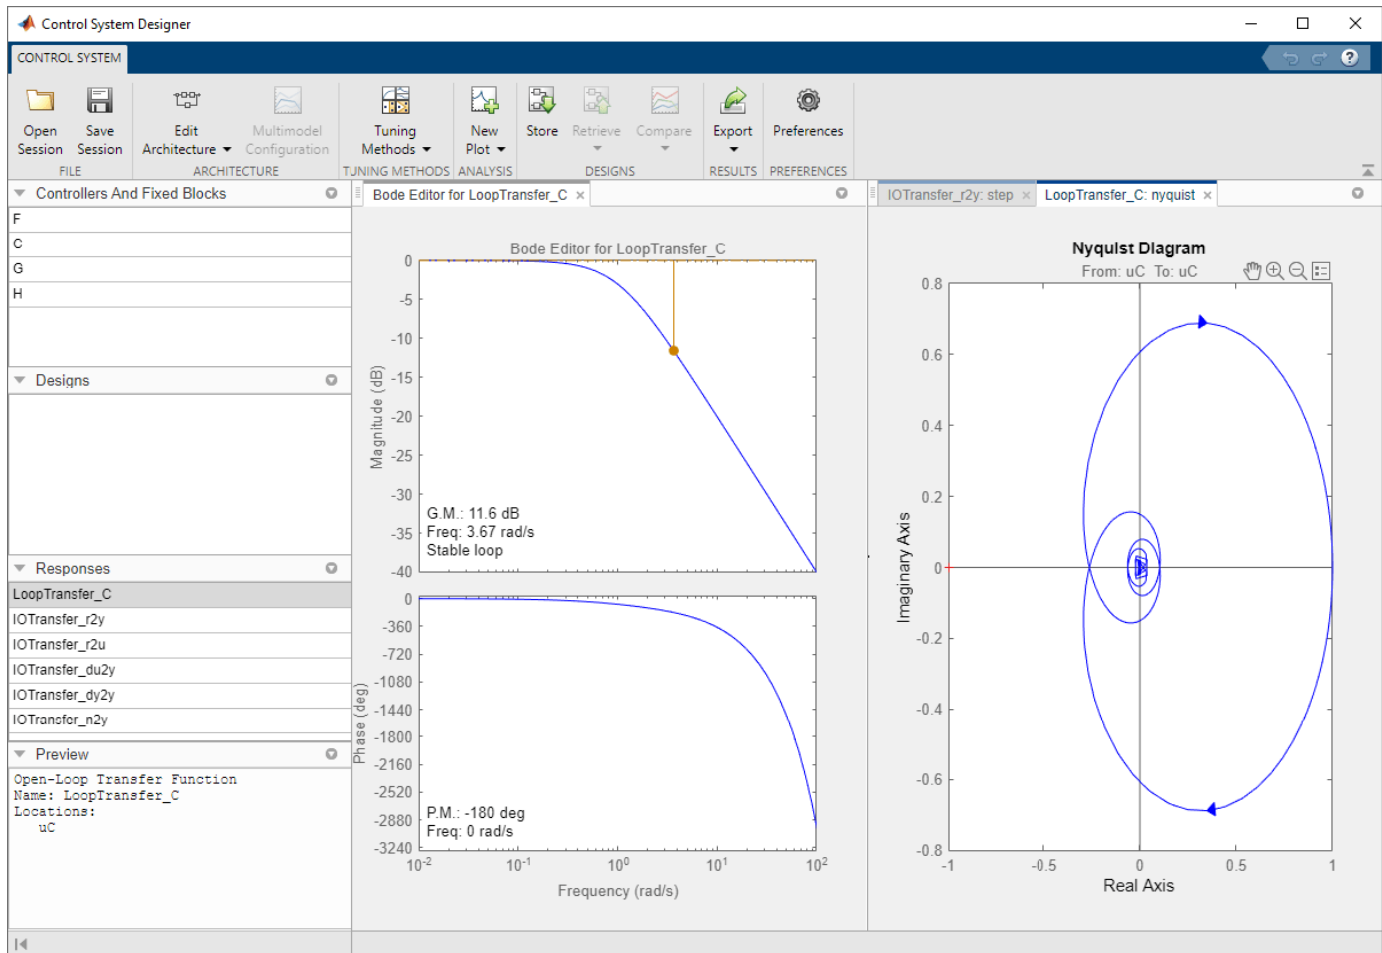 Control System Designer
CONTROL SYSTEM
Open Session
Save Session
Edit Architecture
Multimodel Configuration
Tuning Methods
New Plot
Store
Retrieve
Compare
Export
Preferences
FILE
ARCHITECTURE
TUNING METHODS
ANALYSIS
DESIGNS
RESULTS
PREFERENCES
Controllers And Fixed Blocks
F
C
G
H
Designs
Responses
LoopTransfer_C
IOTransfer_r2y
IOTransfer_r2u
IOTransfer_du2y
IOTransfer_dy2y
IOTransfer_n2y
Preview
Open-Loop Transfer Function
Name: LoopTransfer_C
Locations:
uC
Bode Editor for LoopTransfer_C
Bode Editor for LoopTransfer_C
Magnitude (dB)
0
-5
-10
-15
-20
-25
-30
-35
-40
G.M.: 11.6 dB
Freq: 3.67 rad/s
Stable loop
Phase (deg)
0
-360
-720
-1080
-1440
-1800
-2160
-2520
-2880
-3240
P.M.: -180 deg
Freq: 0 rad/s
10-2
10-1
100
101
102
Frequency (rad/s)
IOTransfer_r2y: step
LoopTransfer_C: nyquist
Nyquist Diagram
From: uC To: uC
Imaginary Axis
0.8
0.6
0.4
0.2
0
-0.2
-0.4
-0.6
-0.8
-1
-0.5
0
0.5
1
Real Axis